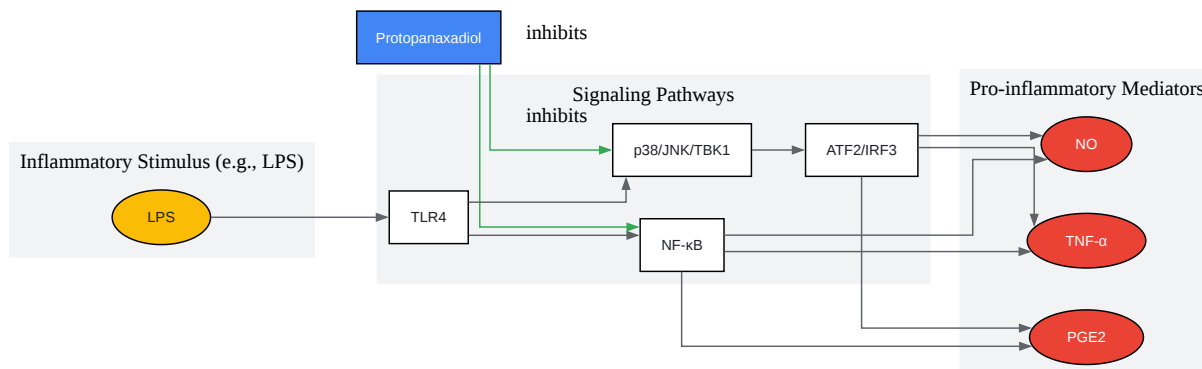 Protopanaxadiol
inhibits
Signaling Pathways
Pro-inflammatory Mediators
inhibits
p38/JNK/TBK1
ATF2/IRF3
NO
Inflammatory Stimulus (e.g., LPS)
LPS
TLR4
NF-κB
TNF-α
PGE2